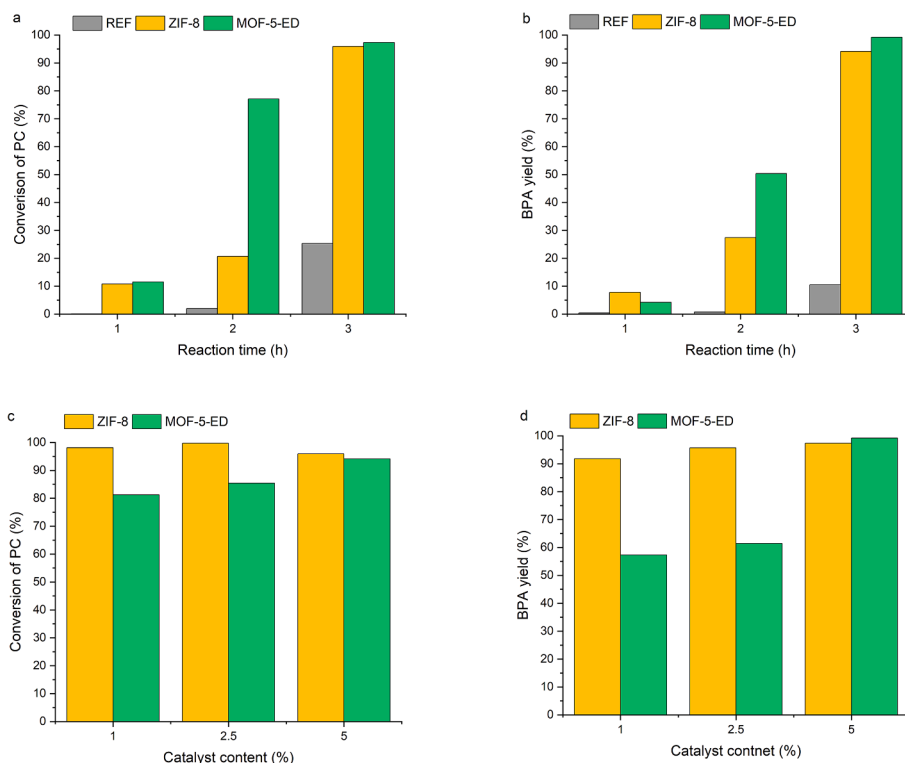 a
REF ZIF-8 MOF-5-ED
100
90
80
70
60
50
40
30
20
10
0
Converison of PC (%)
1 2 3
Reaction time (h)
b
REF ZIF-8 MOF-5-ED
100
90
80
70
60
50
40
30
20
10
0
BPA yield (%)
1 2 3
Reaction time (h)
c
ZIF-8 MOF-5-ED
100
90
80
70
60
50
40
30
20
10
0
Conversion of PC (%)
1 2.5 5
Catalyst content (%)
d
ZIF-8 MOF-5-ED
100
90
80
70
60
50
40
30
20
10
0
BPA yield (%)
1 2.5 5
Catalyst contnet (%)